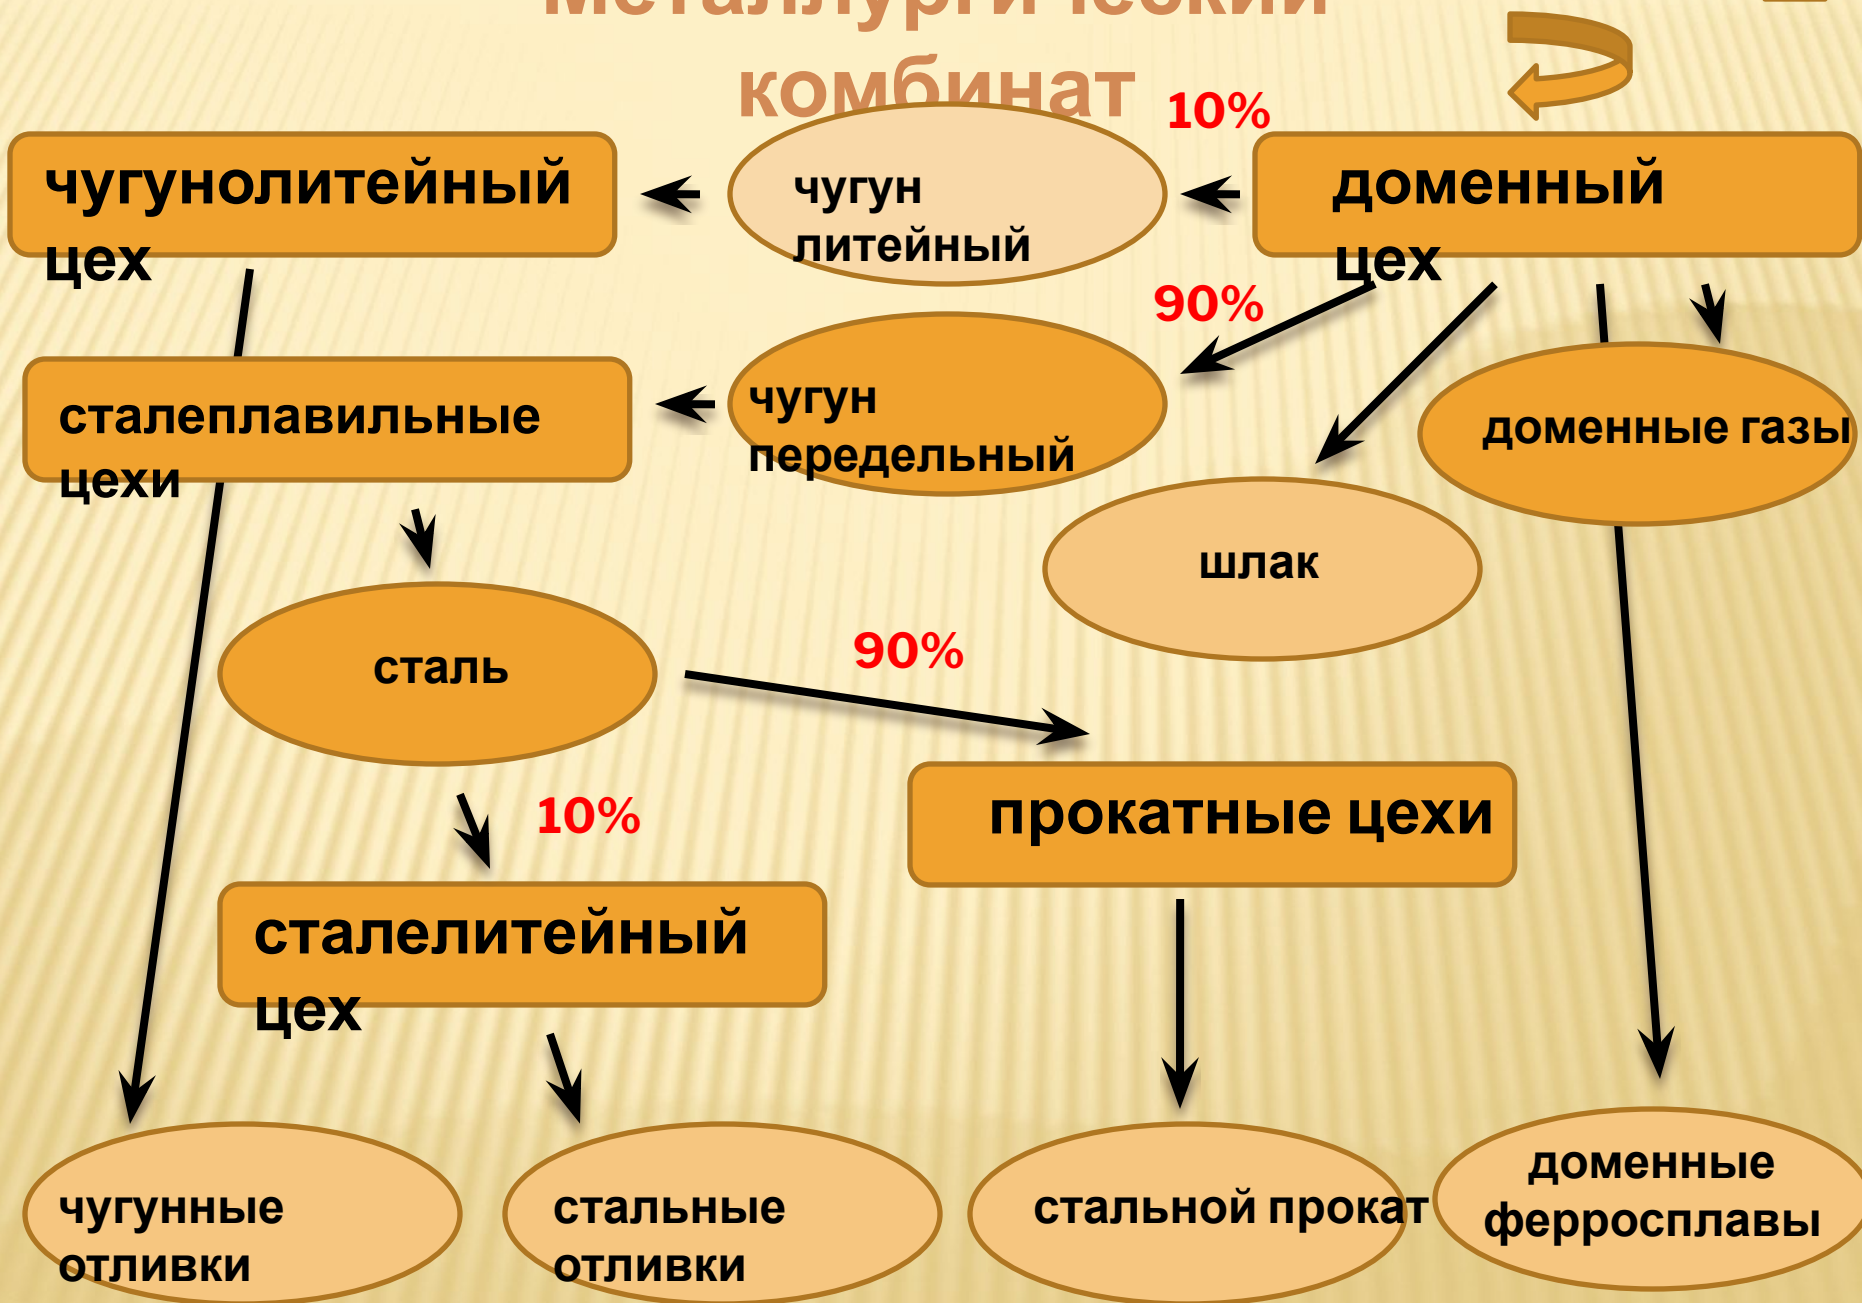 Металлургический
комбинат
10%
чугунолитейный
цех
чугун
литейный
доменный
цех
90%
сталеплавильные
цехи
чугун
передельный
доменные газы
шлак
сталь
90%
10%
прокатные цехи
сталелитейный
цех
чугунные
отливки
стальные
отливки
стальной прокат
доменные
ферросплавы